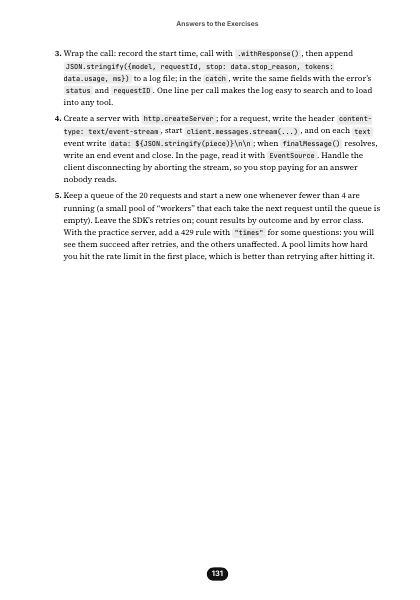 Answers to the Exercises
3. Wrap the call: record the start time, call with .withResponse(), then append
JSON.stringify({model, requestId, stop: data.stop_reason, tokens:
data.usage, ms}) to a log file; in the catch, write the same fields with the error's
status and requestID. One line per call makes the log easy to search and to load
into any tool.
4. Create a server with http.createServer; for a request, write the header content-
type: text/event-stream, start client.messages.stream(...), and on each text
event write data: ${JSON.stringify(piece)}\n\n; when finalMessage() resolves,
write an end event and close. In the page, read it with EventSource. Handle the
client disconnecting by aborting the stream, so you stop paying for an answer
nobody reads.
5. Keep a queue of the 20 requests and start a new one whenever fewer than 4 are
running (a small pool of “workers” that each take the next request until the queue is
empty). Leave the SDK's retries on; count results by outcome and by error class.
With the practice server, add a 429 rule with "times" for some questions: you will
see them succeed after retries, and the others unaffected. A pool limits how hard
you hit the rate limit in the first place, which is better than retrying after hitting it.
131